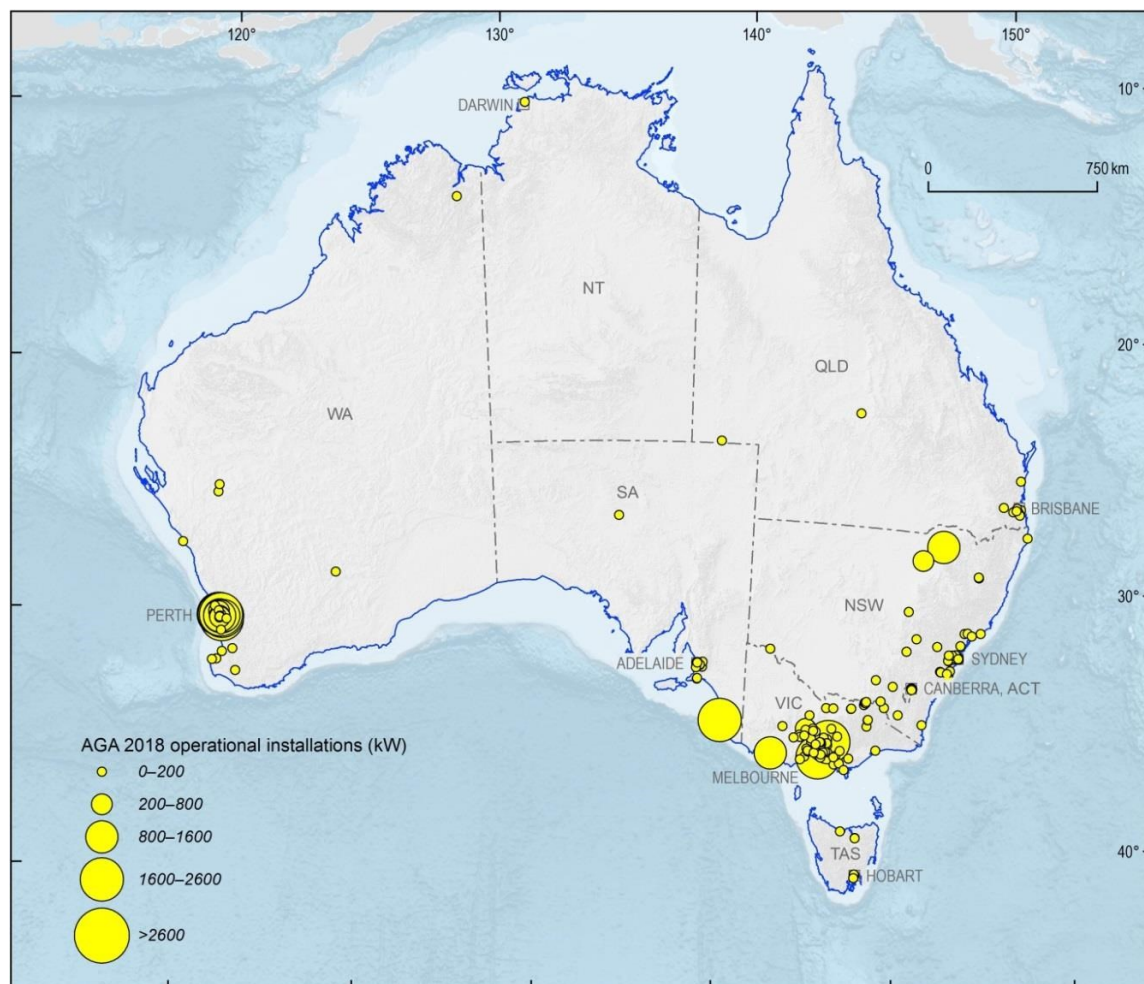 120°
130°
140°
150°
DARWIN
10°
0
750 km
NT
QLD
20°
WA
SA
BRISBANE
NSW
30°
PERTH
ADELAIDE
SYDNEY
CANBERRA, ACT
VIC
MELBOURNE
TAS
40°
HOBART
AGA 2018 operational installations (kW)
0–200
200–800
800–1600
1600–2600
>2600